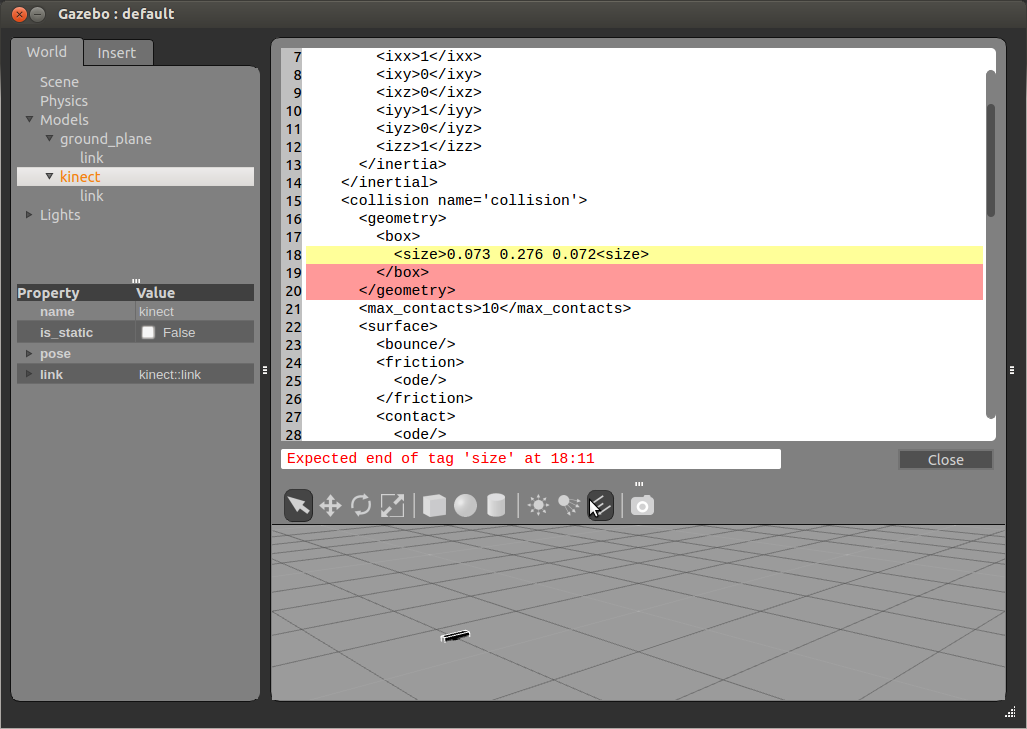 Gazebo : default
World
Insert
Scene
Physics
Models
ground_plane
link
kinect
link
Lights
Property Value
name kinect
is_static False
pose
link kinect::link
7 <ixx>1</ixx>
8 <ixy>0</ixy>
9 <ixz>0</ixz>
10 <iyy>1</iyy>
11 <iyz>0</iyz>
12 <izz>1</izz>
13 </inertia>
14 </inertial>
15 <collision name='collision'>
16 <geometry>
17 <box>
18 <size>0.073 0.276 0.072<size>
19 </box>
20 </geometry>
21 <max_contacts>10</max_contacts>
22 <surface>
23 <bounce/>
24 <friction>
25 <ode/>
26 </friction>
27 <contact>
28 <ode/>
Expected end of tag 'size' at 18:11
Close